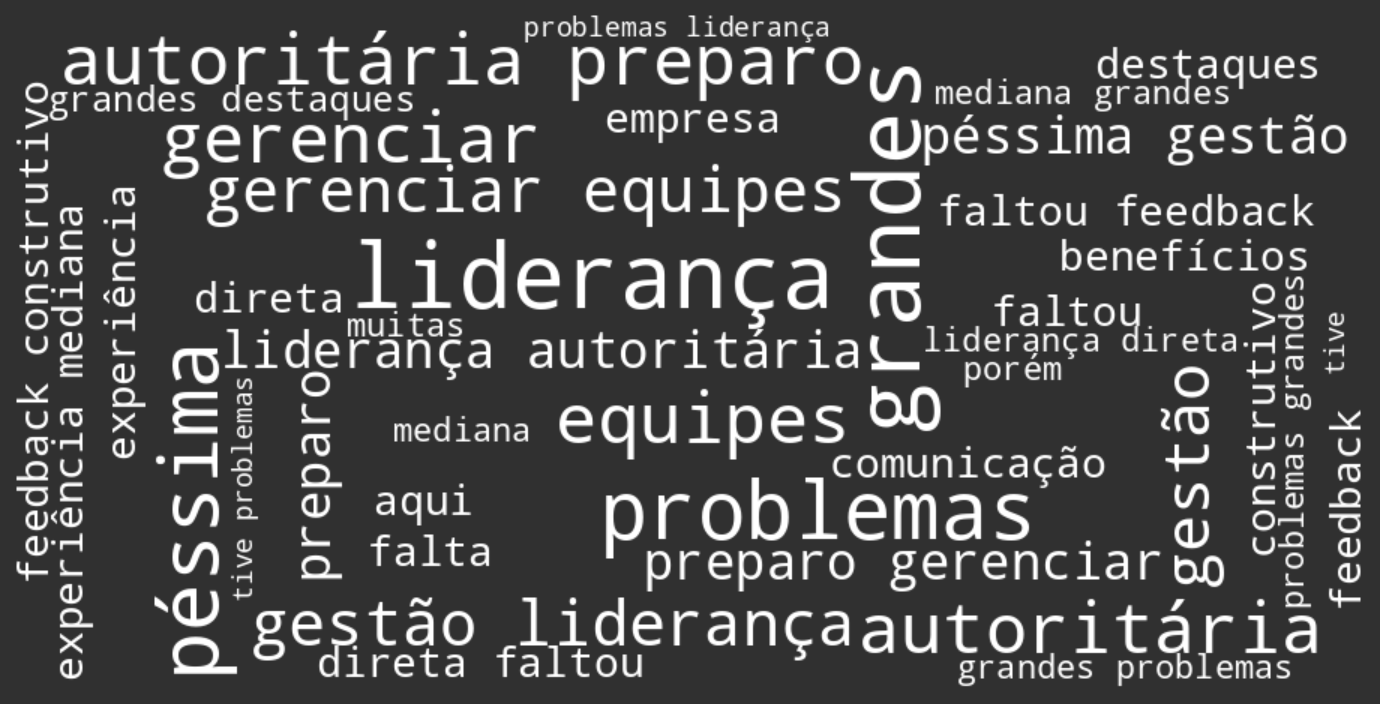 problemas liderança
autoritária preparo
destaques
grandes destaques
mediana grandes
empresa
gerenciar
péssima gestão
gerenciar equipes
grandes
faltou feedback
benefícios
feedback construtivo
experiência mediana
experiência
liderança
direta
muitas
faltou
liderança autoritária
liderança direta
porém
tive
péssima
tive problemas
preparo
mediana
equipes
comunicação
gestão
construtivo
problemas grandes
feedback
aqui
problemas
falta
preparo gerenciar
gestão liderança
autoritária
direta faltou
grandes problemas